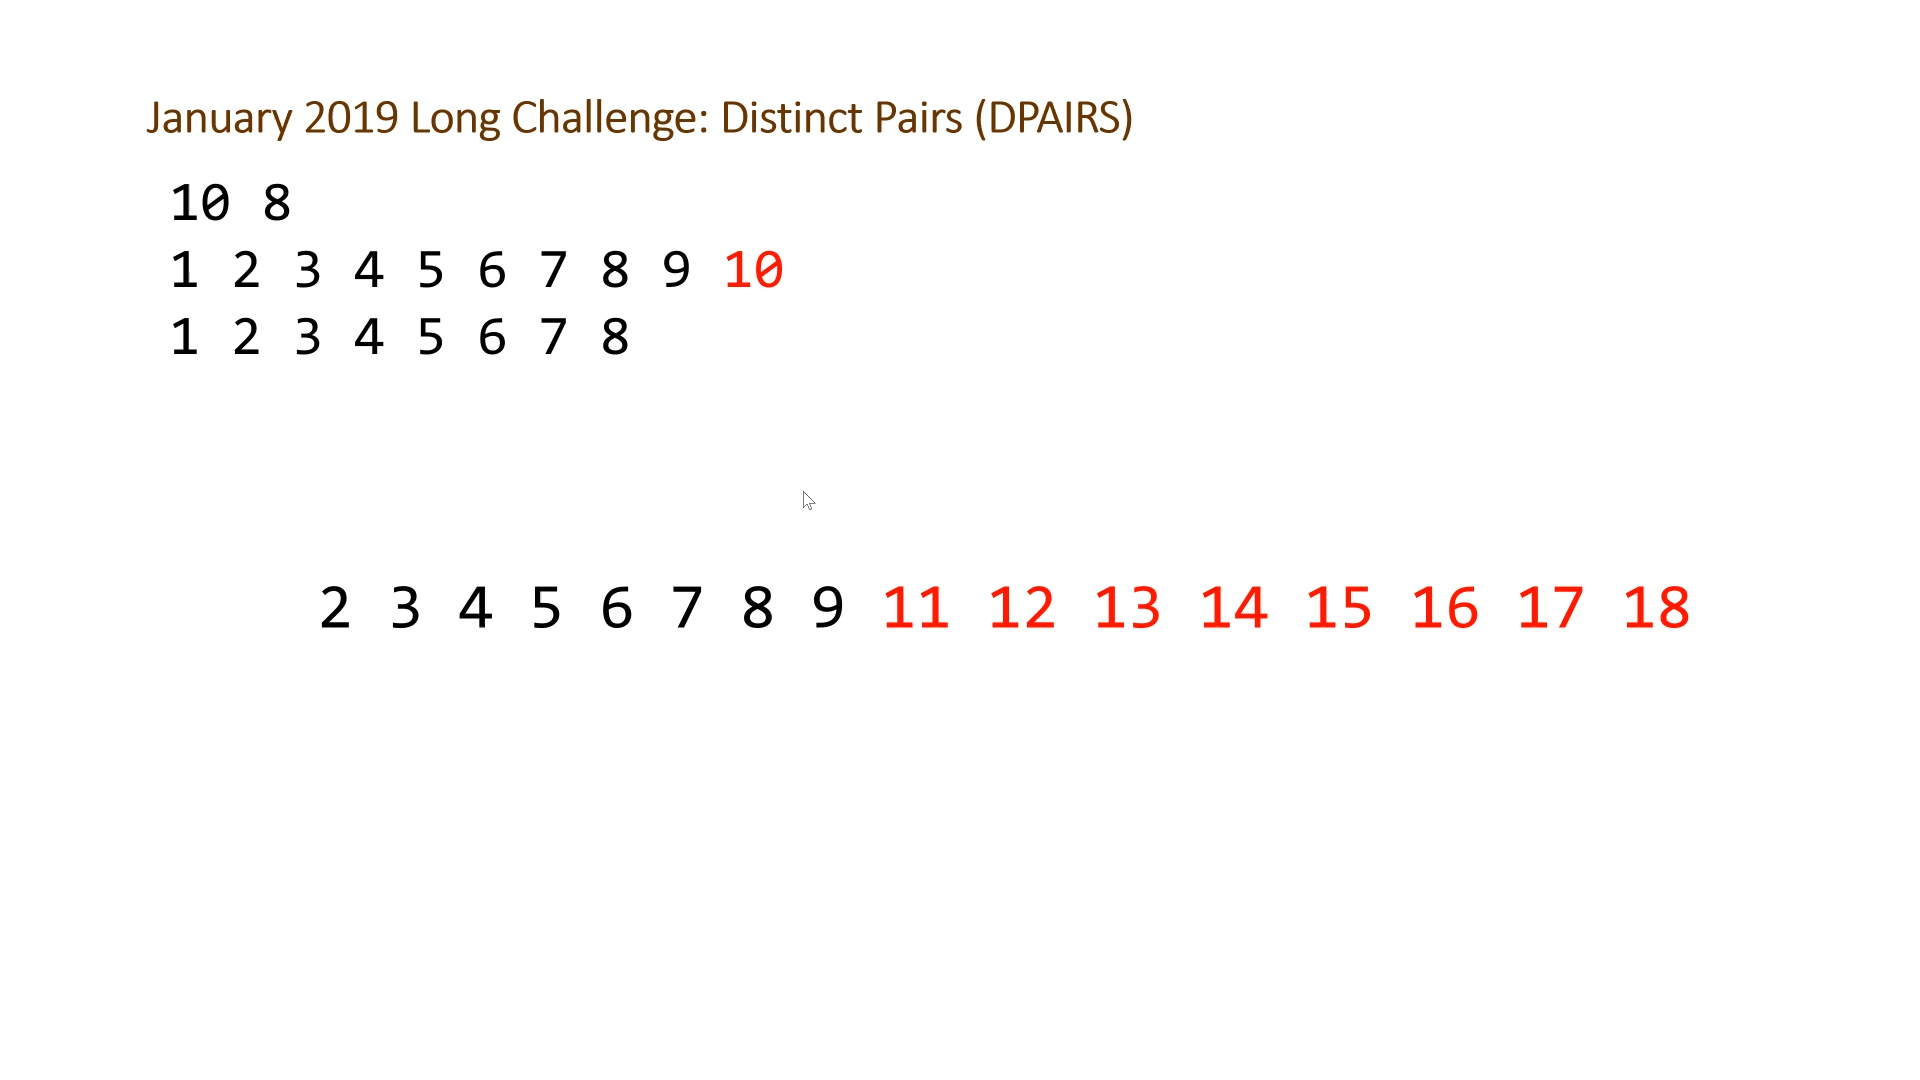 January 2019 Long Challenge: Distinct Pairs (DPAIRS)
10 8
1 2 3 4 5 6 7 8 9 10
1 2 3 4 5 6 7 8
2 3 4 5 6 7 8 9 11 12 13 14 15 16 17 18